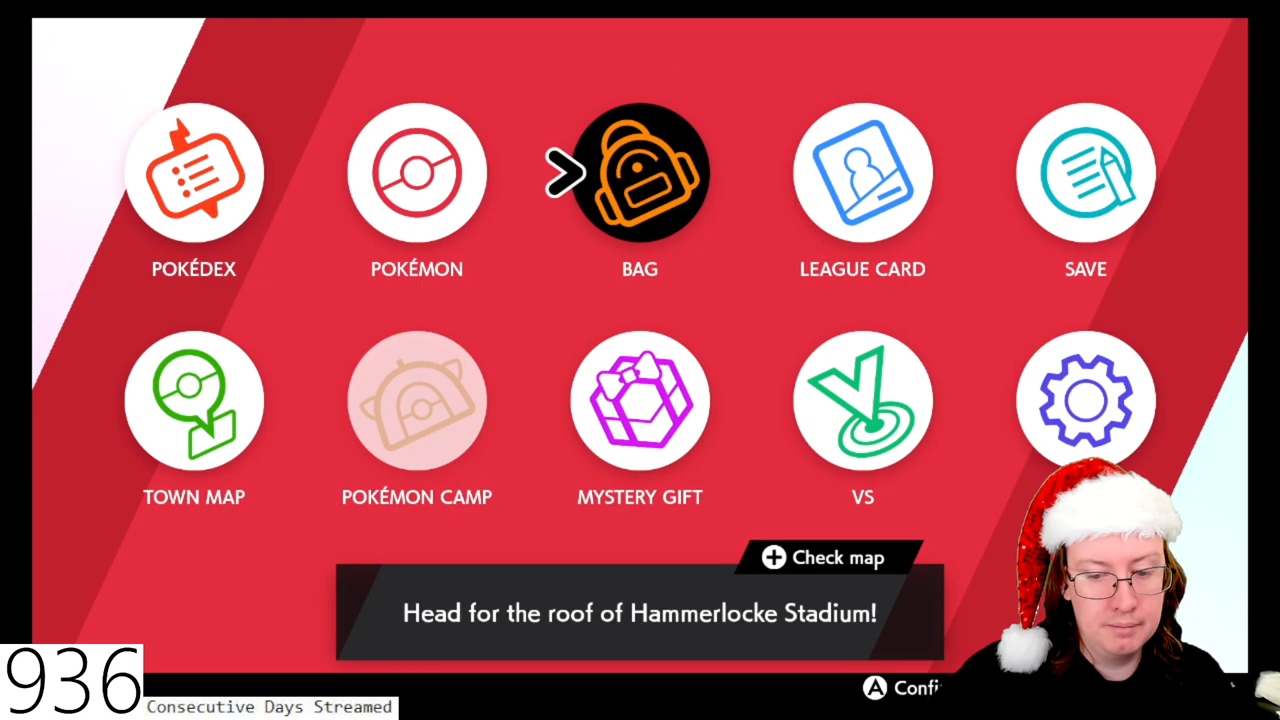 POKÉDEX
POKÉMON
BAG
LEAGUE CARD
SAVE
TOWN MAP
POKÉMON CAMP
MYSTERY GIFT
VS
+ Check map
Head for the roof of Hammerlocke Stadium!
A
936
Consecutive Days Streamed